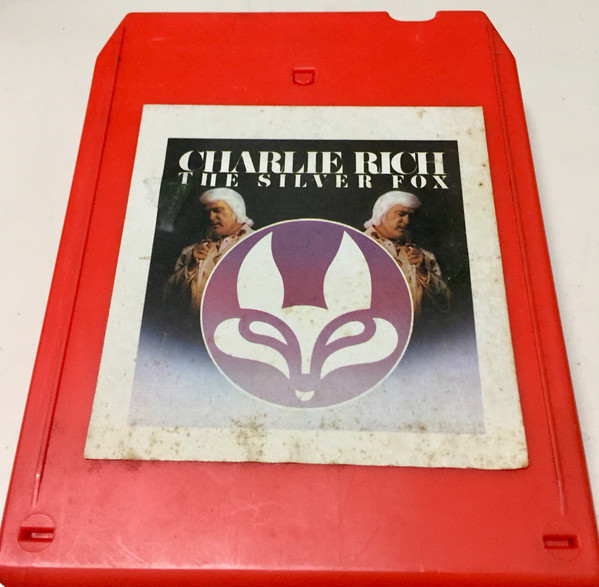 CHARLIE RICH
THE SILVER FOX